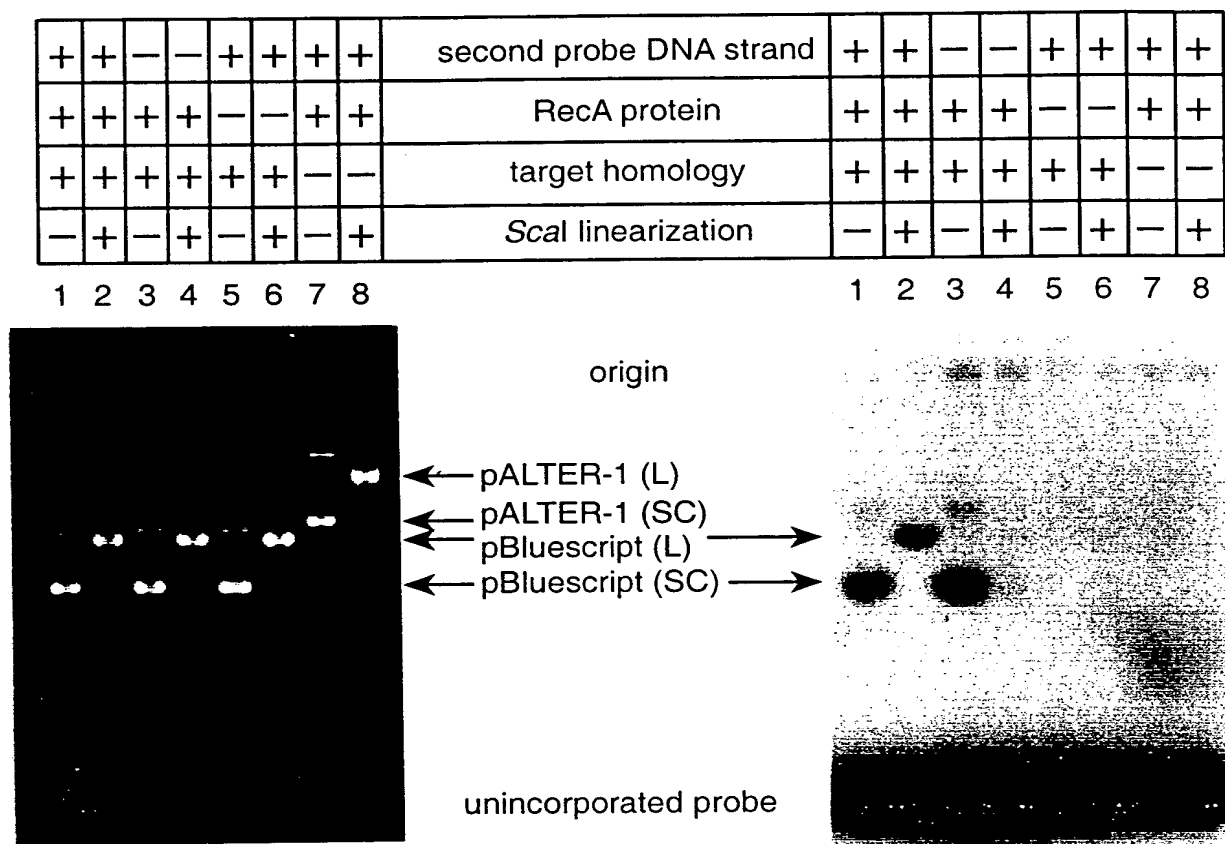 + + − − + + + + second probe DNA strand + + − − + + + +
+ + + + − − + + RecA protein + + + + − − + +
+ + + + + + − − target homology + + + + + + − −
− + − + − + − + ScaI linearization − + − + − + − +
1 2 3 4 5 6 7 8 1 2 3 4 5 6 7 8
origin
pALTER-1 (L)
pALTER-1 (SC)
pBluescript (L)
pBluescript (SC)
unincorporated probe